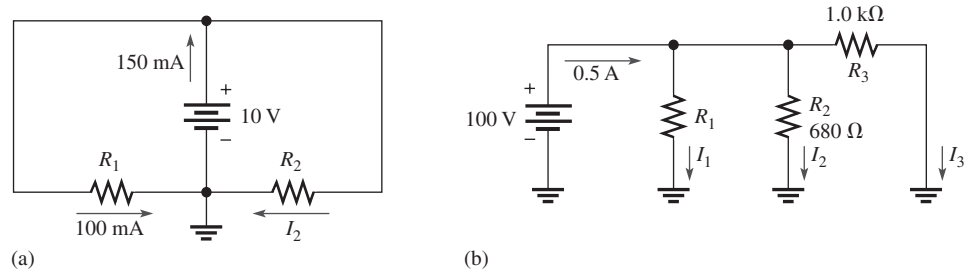 150 mA
+
10 V
−
R1
R2
100 mA
I2
(a)
1.0 kΩ
R3
0.5 A
+
100 V
−
R1
R2
680 Ω
I1
I2
I3
(b)